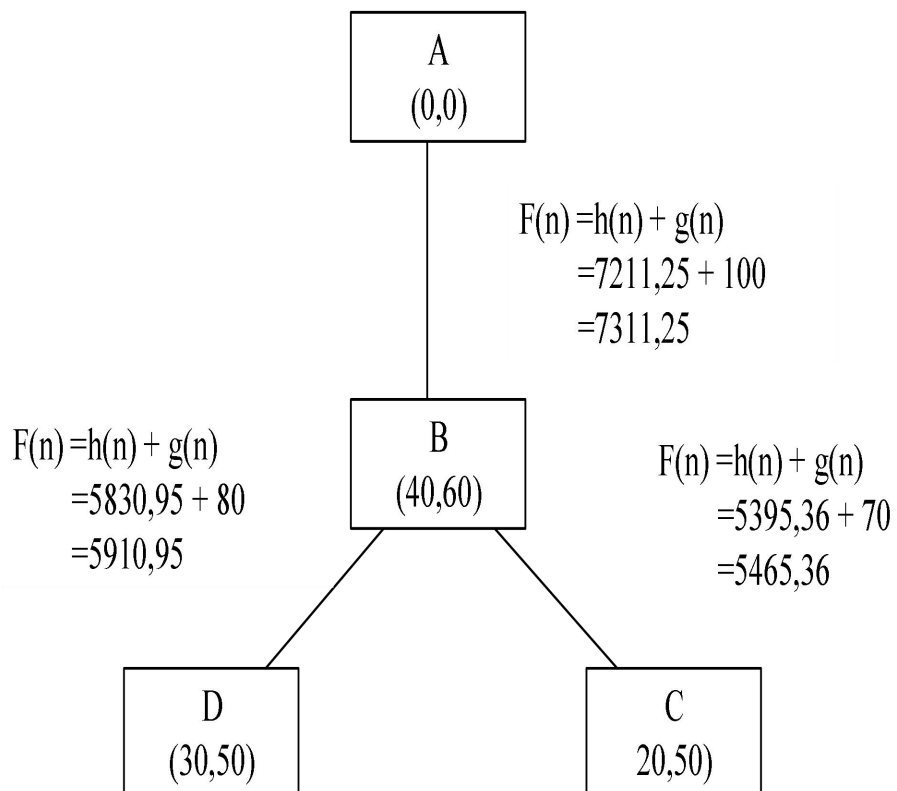 A
(0,0)
F(n) =h(n) + g(n)
=7211,25 + 100
=7311,25
B
(40,60)
F(n) =h(n) + g(n)
=5830,95 + 80
=5910,95
F(n) =h(n) + g(n)
=5395,36 + 70
=5465,36
D
(30,50)
C
20,50)